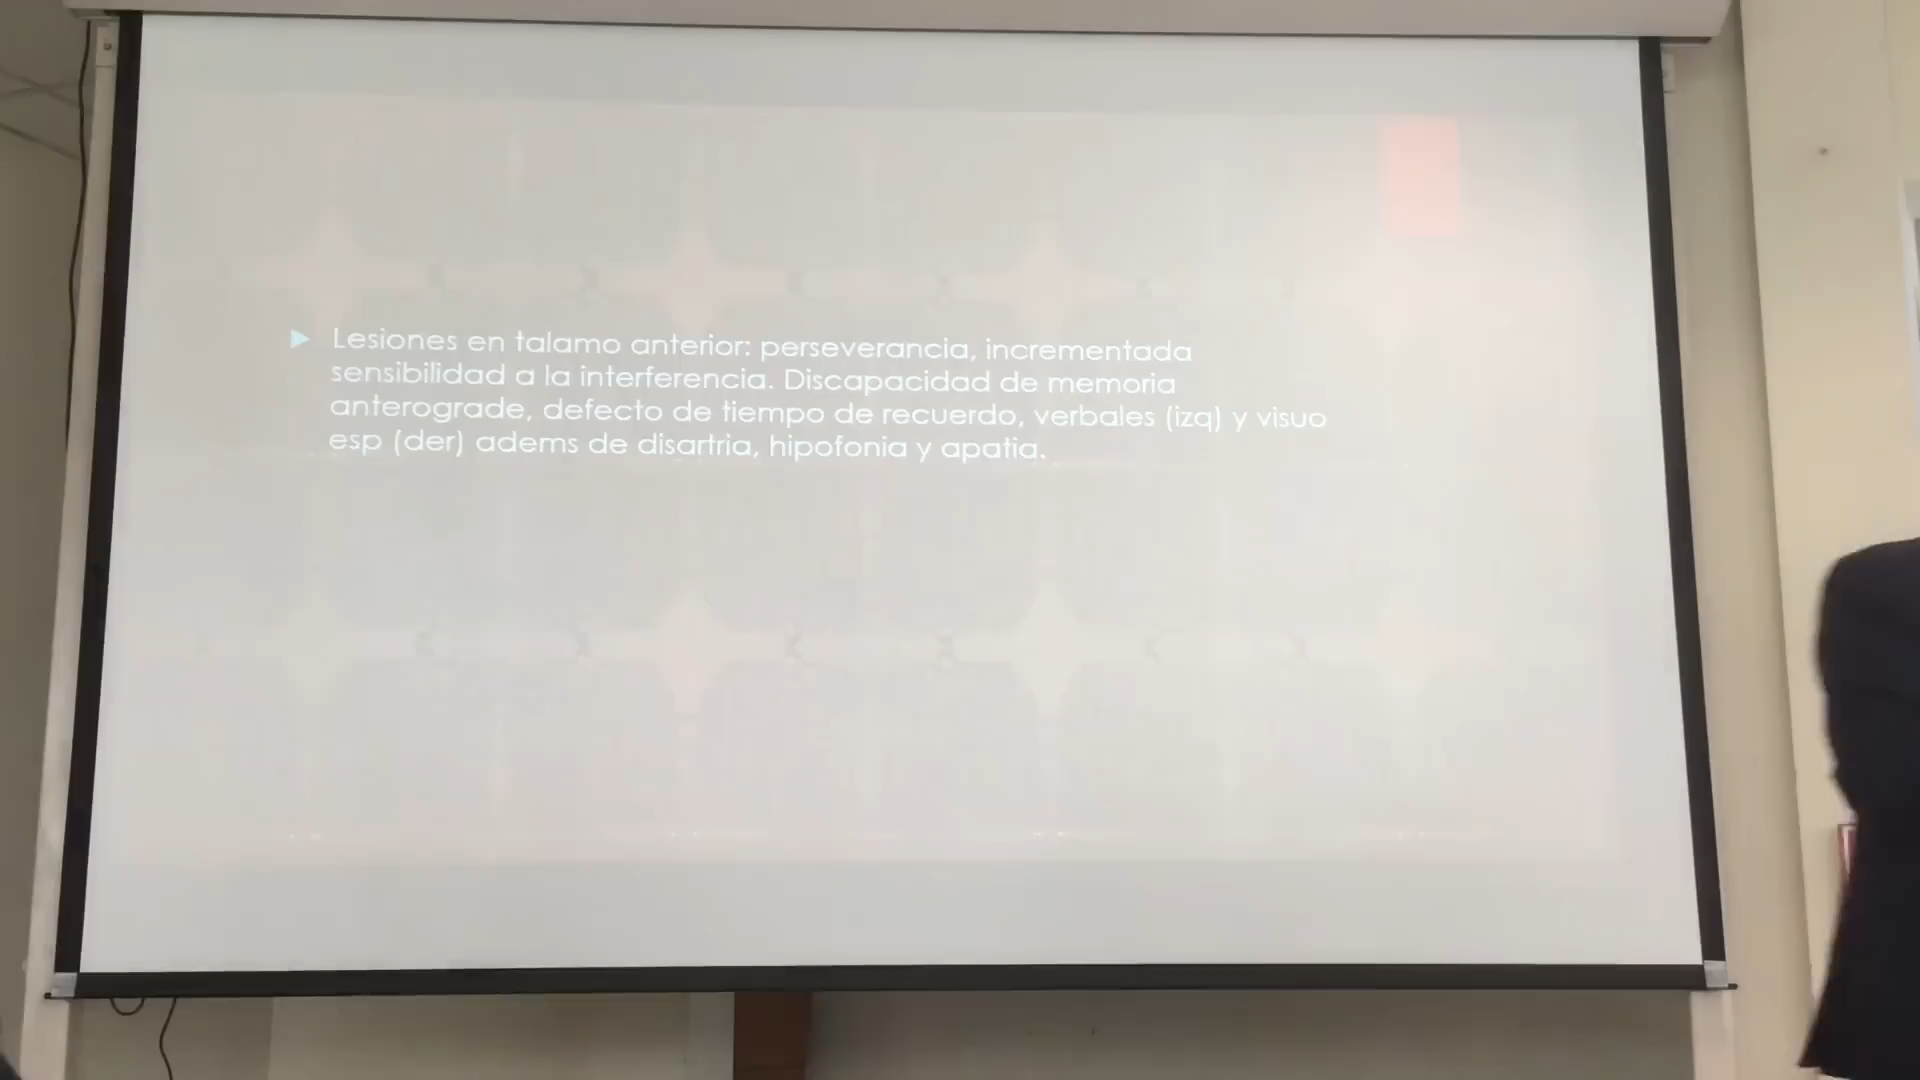 Lesiones en talamo anterior: perseverancia, incrementada
sensibilidad a la interferencia. Discapacidad de memoria
anterograde, defecto de tiempo de recuerdo, verbales (izq) y visuo
esp (der) adems de disartria, hipofonia y apatia.